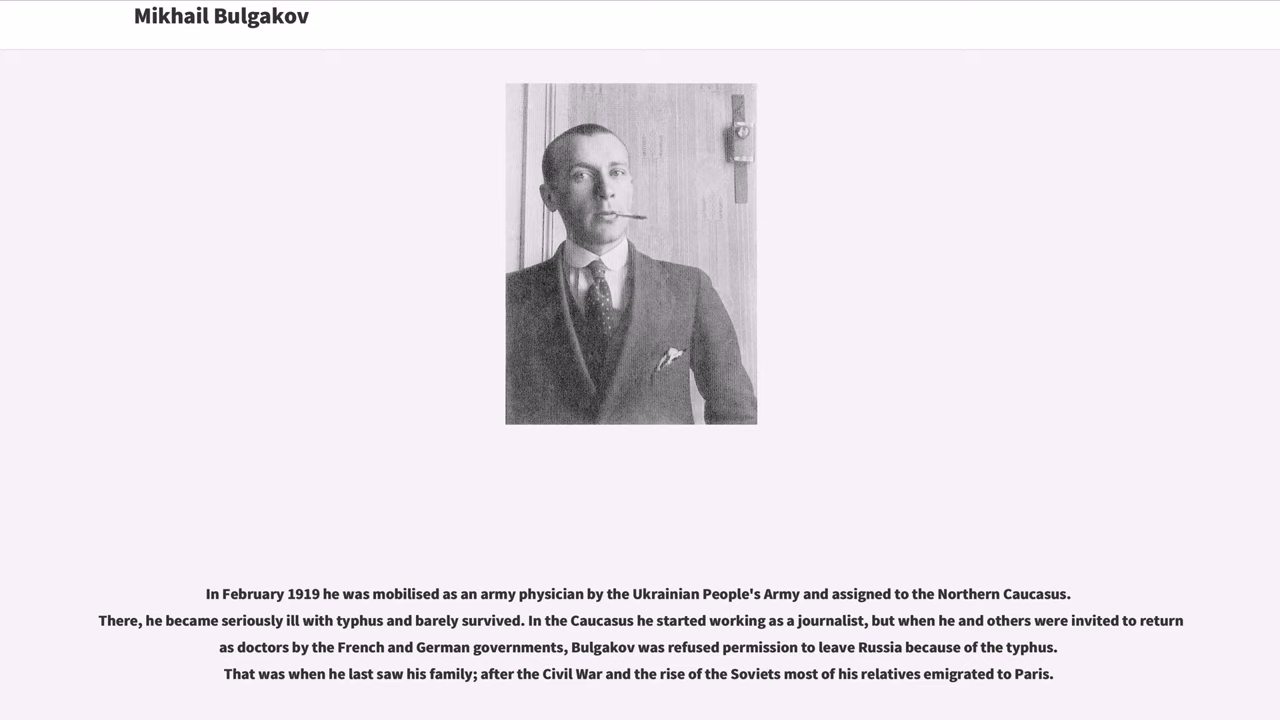 Mikhail Bulgakov
In February 1919 he was mobilised as an army physician by the Ukrainian People's Army and assigned to the Northern Caucasus.
There, he became seriously ill with typhus and barely survived. In the Caucasus he started working as a journalist, but when he and others were invited to return
as doctors by the French and German governments, Bulgakov was refused permission to leave Russia because of the typhus.
That was when he last saw his family; after the Civil War and the rise of the Soviets most of his relatives emigrated to Paris.